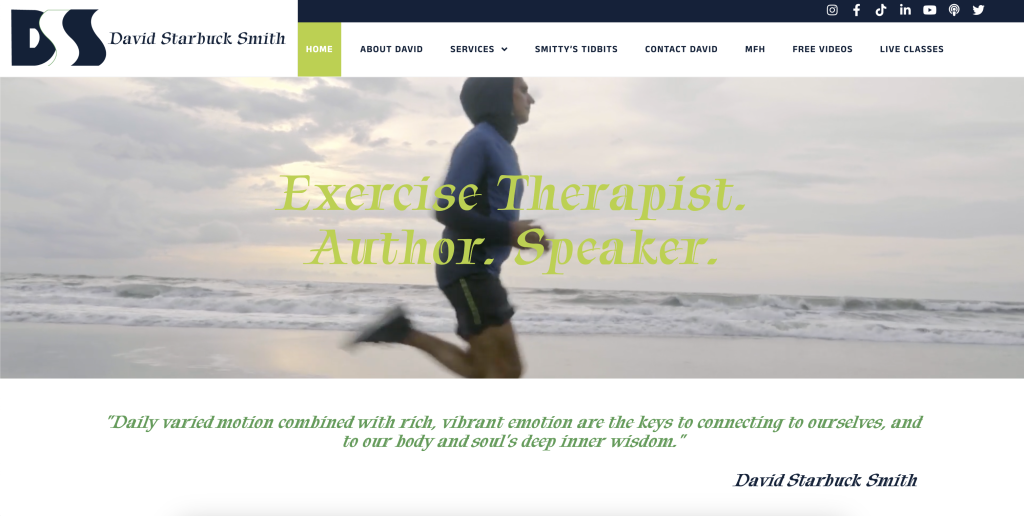 DSS
David Starbuck Smith
HOME
ABOUT DAVID
SERVICES
SMITTY'S TIDBITS
CONTACT DAVID
MFH
FREE VIDEOS
LIVE CLASSES
Exercise Therapist.
Author. Speaker.
"Daily varied motion combined with rich, vibrant emotion are the keys to connecting to ourselves, and
to our body and soul's deep inner wisdom."
David Starbuck Smith